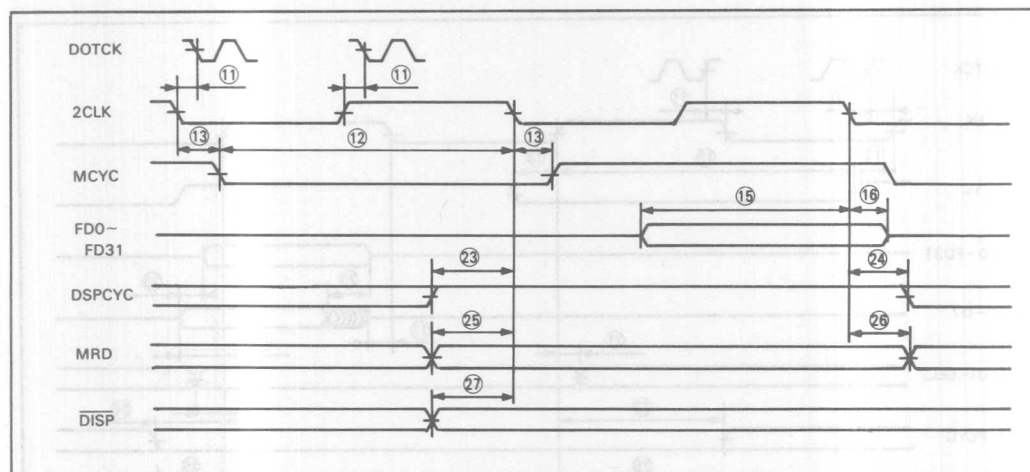 DOTCK
⑪ ⑪
2CLK
⑬ ⑫ ⑬
MCYC
⑮ ⑯
FD0~
FD31
㉓ ㉔
DSPCYC
㉕ ㉖
MRD
㉗
DISP